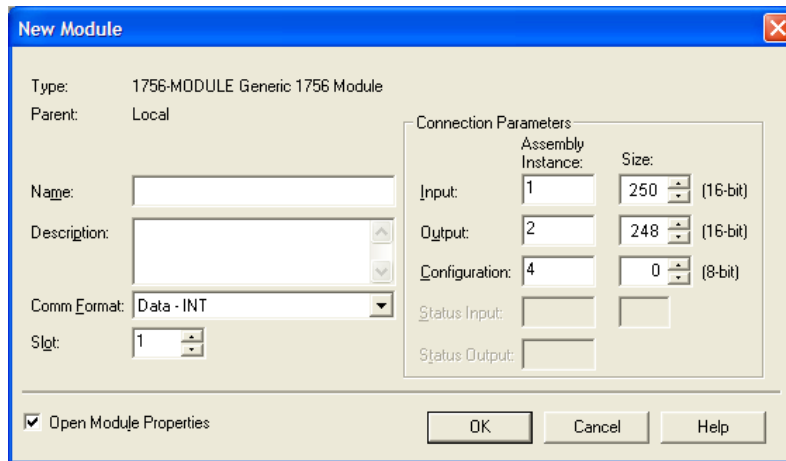 New Module
Type: 1756-MODULE Generic 1756 Module
Parent: Local
Connection Parameters
Assembly
Instance: Size:
Name: Input: 1 250 (16-bit)
Description: Output: 2 248 (16-bit)
Configuration: 4 0 (8-bit)
Comm Format: Data - INT
Status Input:
Slot: 1
Status Output:
Open Module Properties OK Cancel Help